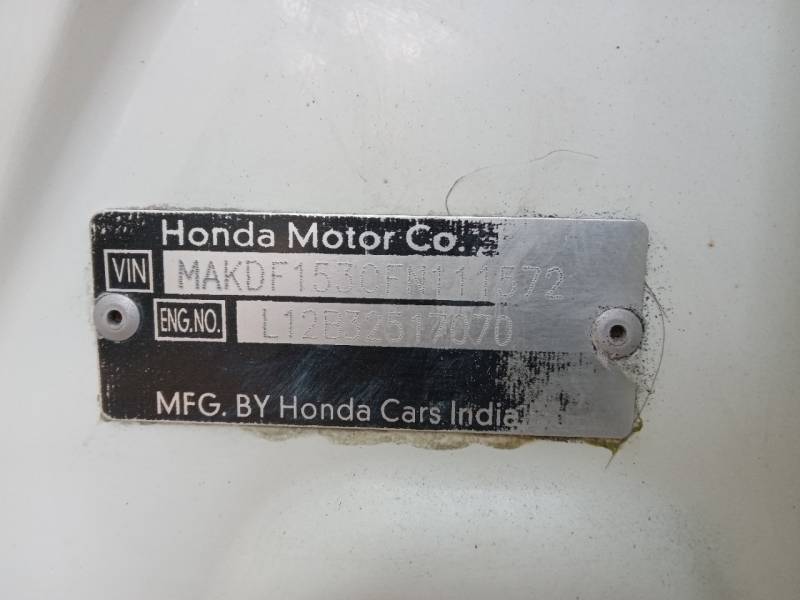 Honda Motor Co.
VIN MAKDF153CFN111572
ENG.NO. L12B32517070
MFG. BY Honda Cars India